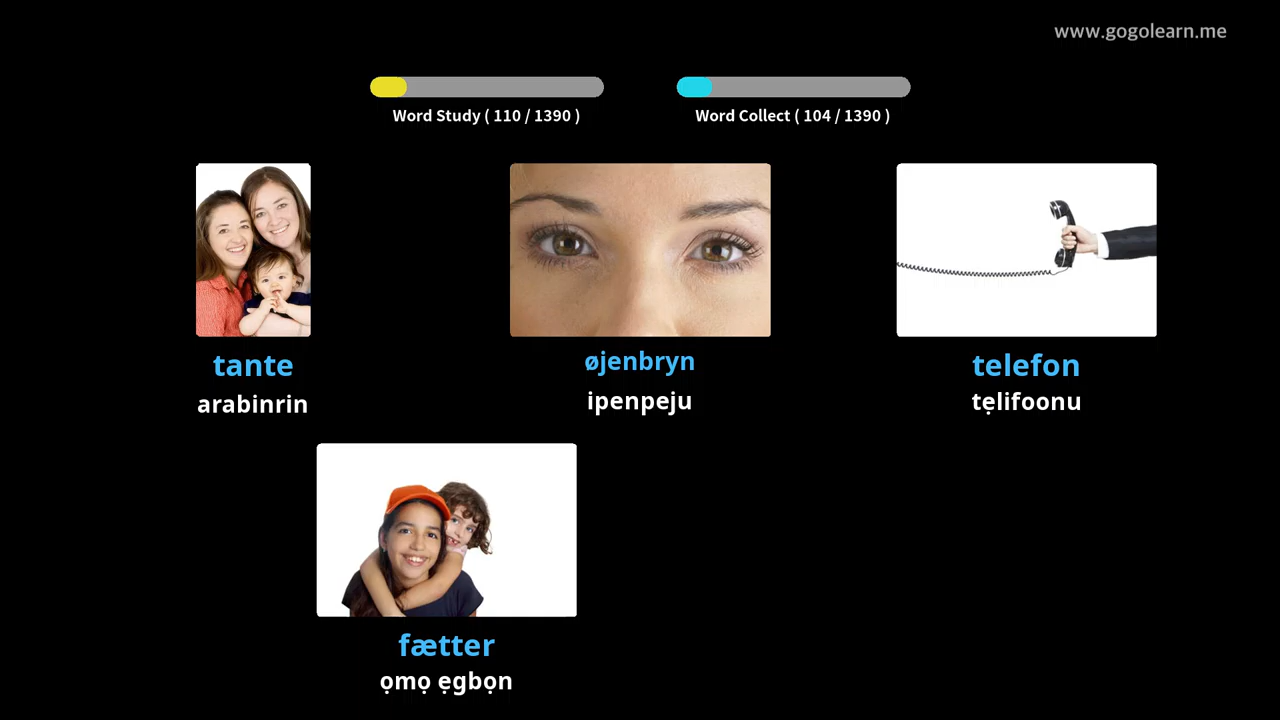 www.gogolearn.me
Word Study ( 110 / 1390 )
Word Collect ( 104 / 1390 )
tante
arabinrin
øjenbryn
ipenpeju
telefon
tẹlifoonu
fætter
ọmọ ẹgbọn